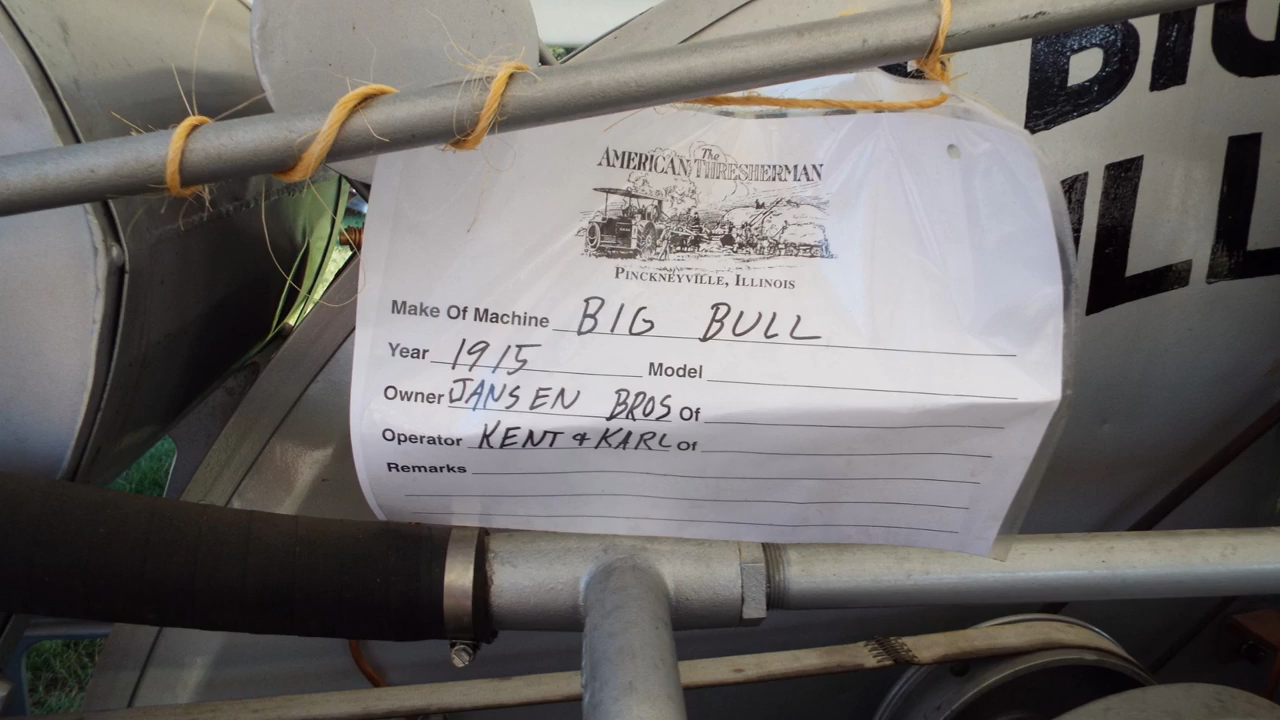 The
AMERICAN THRESHERMAN
PINCKNEYVILLE, ILLINOIS
Make Of Machine BIG BULL
Year 1915 Model
Owner JANSEN BROS Of
Operator KENT & KARL of
Remarks
BIG